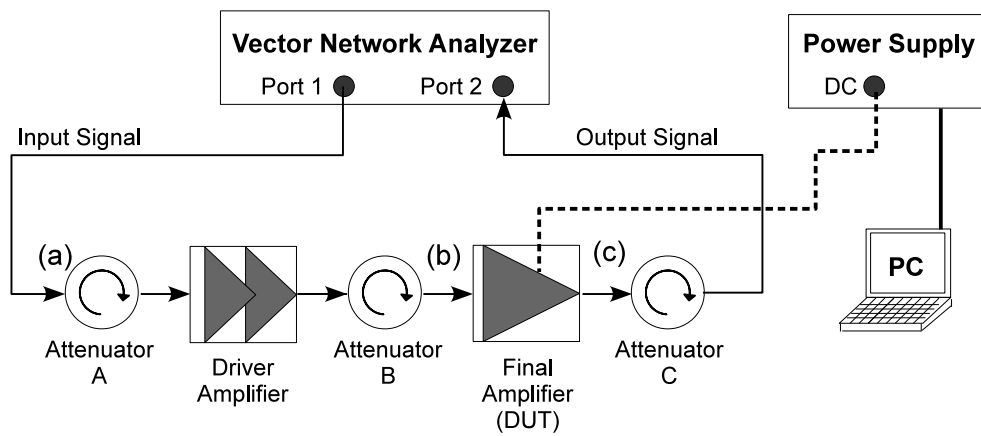 Vector Network Analyzer
Port 1
Port 2
Power Supply
DC
Input Signal
Output Signal
(a)
(b)
(c)
PC
Attenuator
A
Driver
Amplifier
Attenuator
B
Final
Amplifier
(DUT)
Attenuator
C